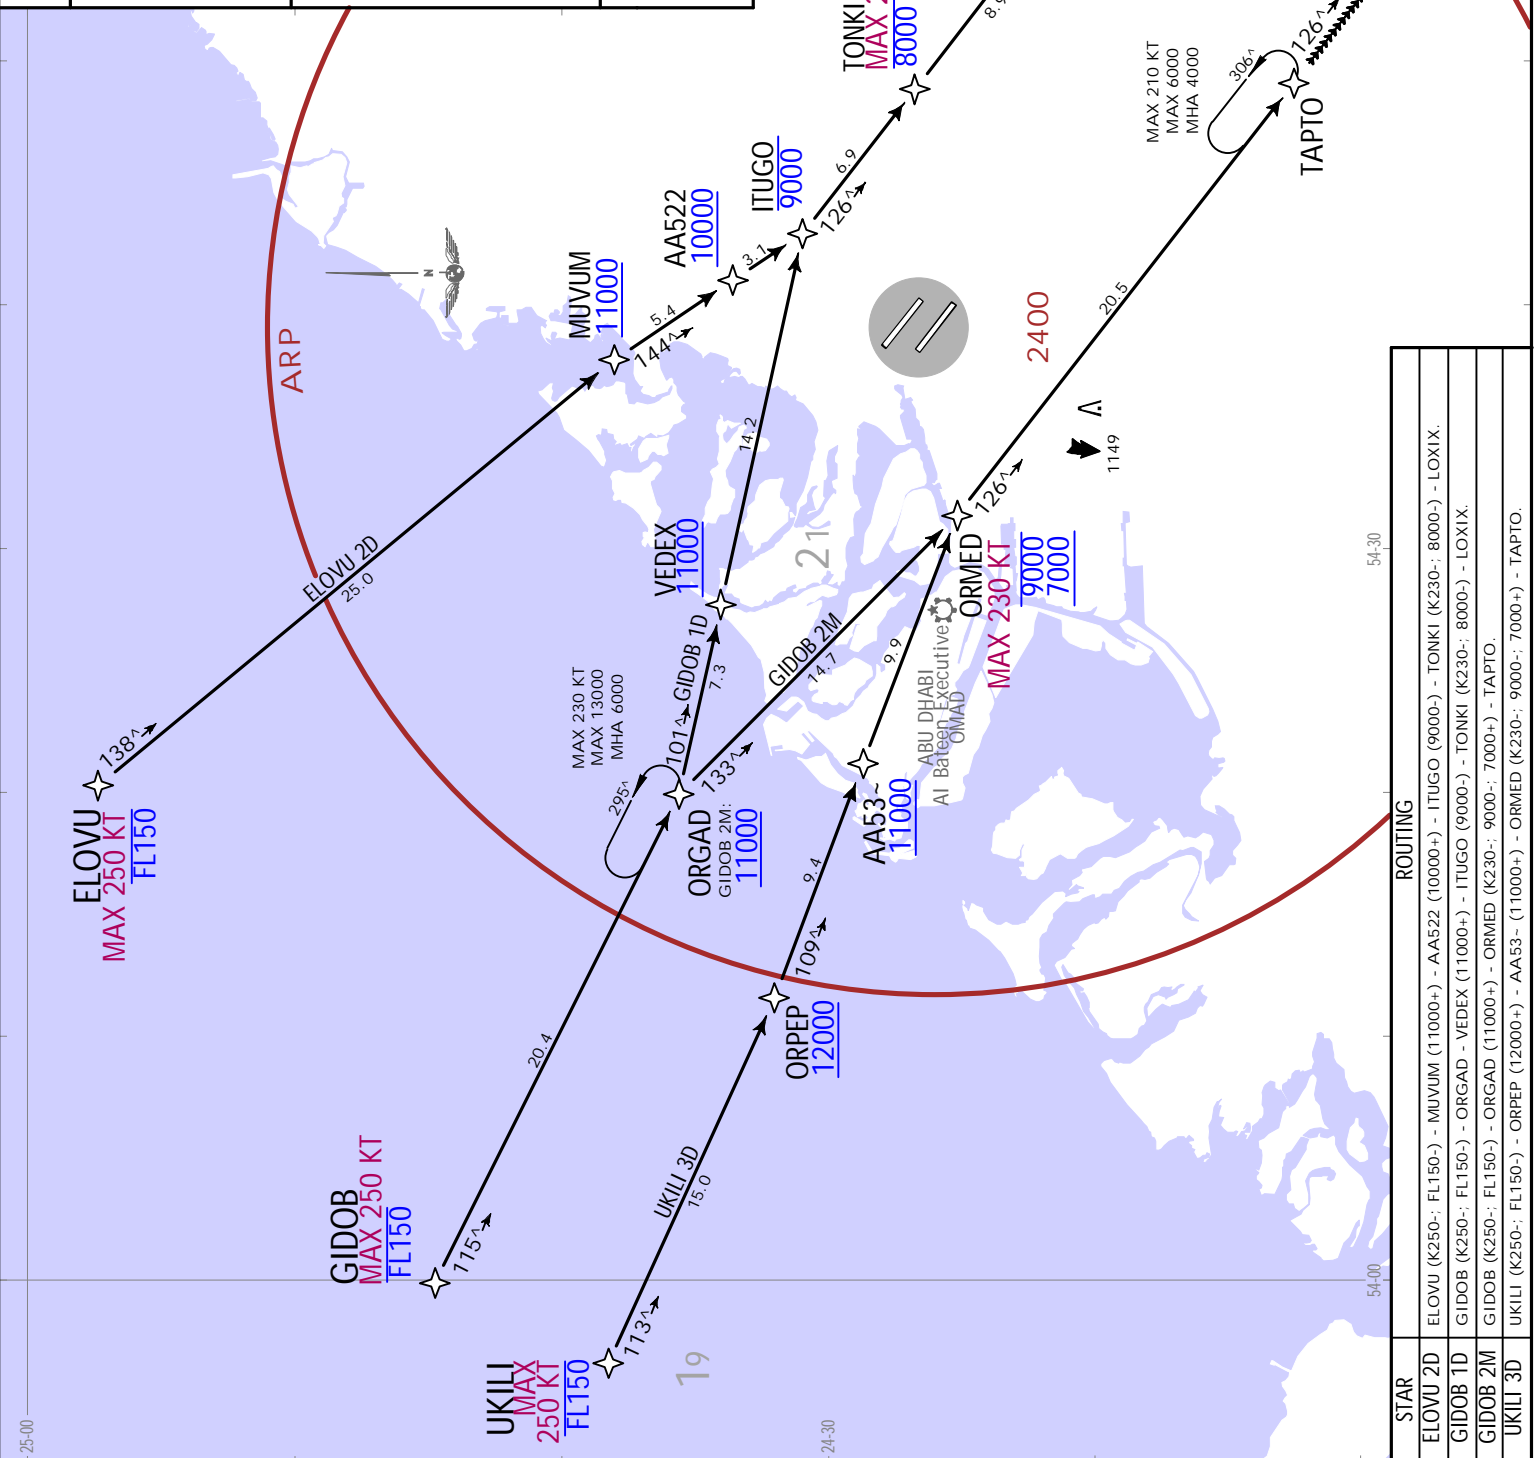 ELOVU
MAX 250 KT
FL150
138^
ELOVU 2D
25.0
ARP
N
MUVUM
11000
144^
5.4
AA522
10000
3.1
ITUGO
9000
126^
6.9
TONKI
8000
8.9
GIDOB
MAX 250 KT
FL150
115^
20.4
MAX 230 KT
MAX 13000
MHA 6000
295^
ORGAD
GIDOB 2M:
11000
101^
GIDOB 1D
7.3
VEDEX
11000
14.2
133^
GIDOB 2M
14.7
UKILI
MAX
250 KT
FL150
113^
UKILI 3D
15.0
ORPEP
12000
109^
9.4
AA53~
11000
9.9
ABU DHABI
Al Bateen Executive
OMAD
ORMED
MAX 230 KT
9000
7000
126^
20.5
1149
2400
MAX 210 KT
MAX 6000
MHA 4000
306^
TAPTO
126^
19
21
25-00
24-30
54-00
54-30
STAR ROUTING
ELOVU 2D ELOVU (K250-; FL150-) - MUVUM (11000+) - AA522 (10000+) - ITUGO (9000-) - TONKI (K230-; 8000-) - LOXIX.
GIDOB 1D GIDOB (K250-; FL150-) - ORGAD - VEDEX (11000+) - ITUGO (9000-) - TONKI (K230-; 8000-) - LOXIX.
GIDOB 2M GIDOB (K250-; FL150-) - ORGAD (11000+) - ORMED (K230-; 9000-; 7000+) - TAPTO.
UKILI 3D UKILI (K250-; FL150-) - ORPEP (12000+) - AA53~ (11000+) - ORMED (K230-; 9000-; 7000+) - TAPTO.